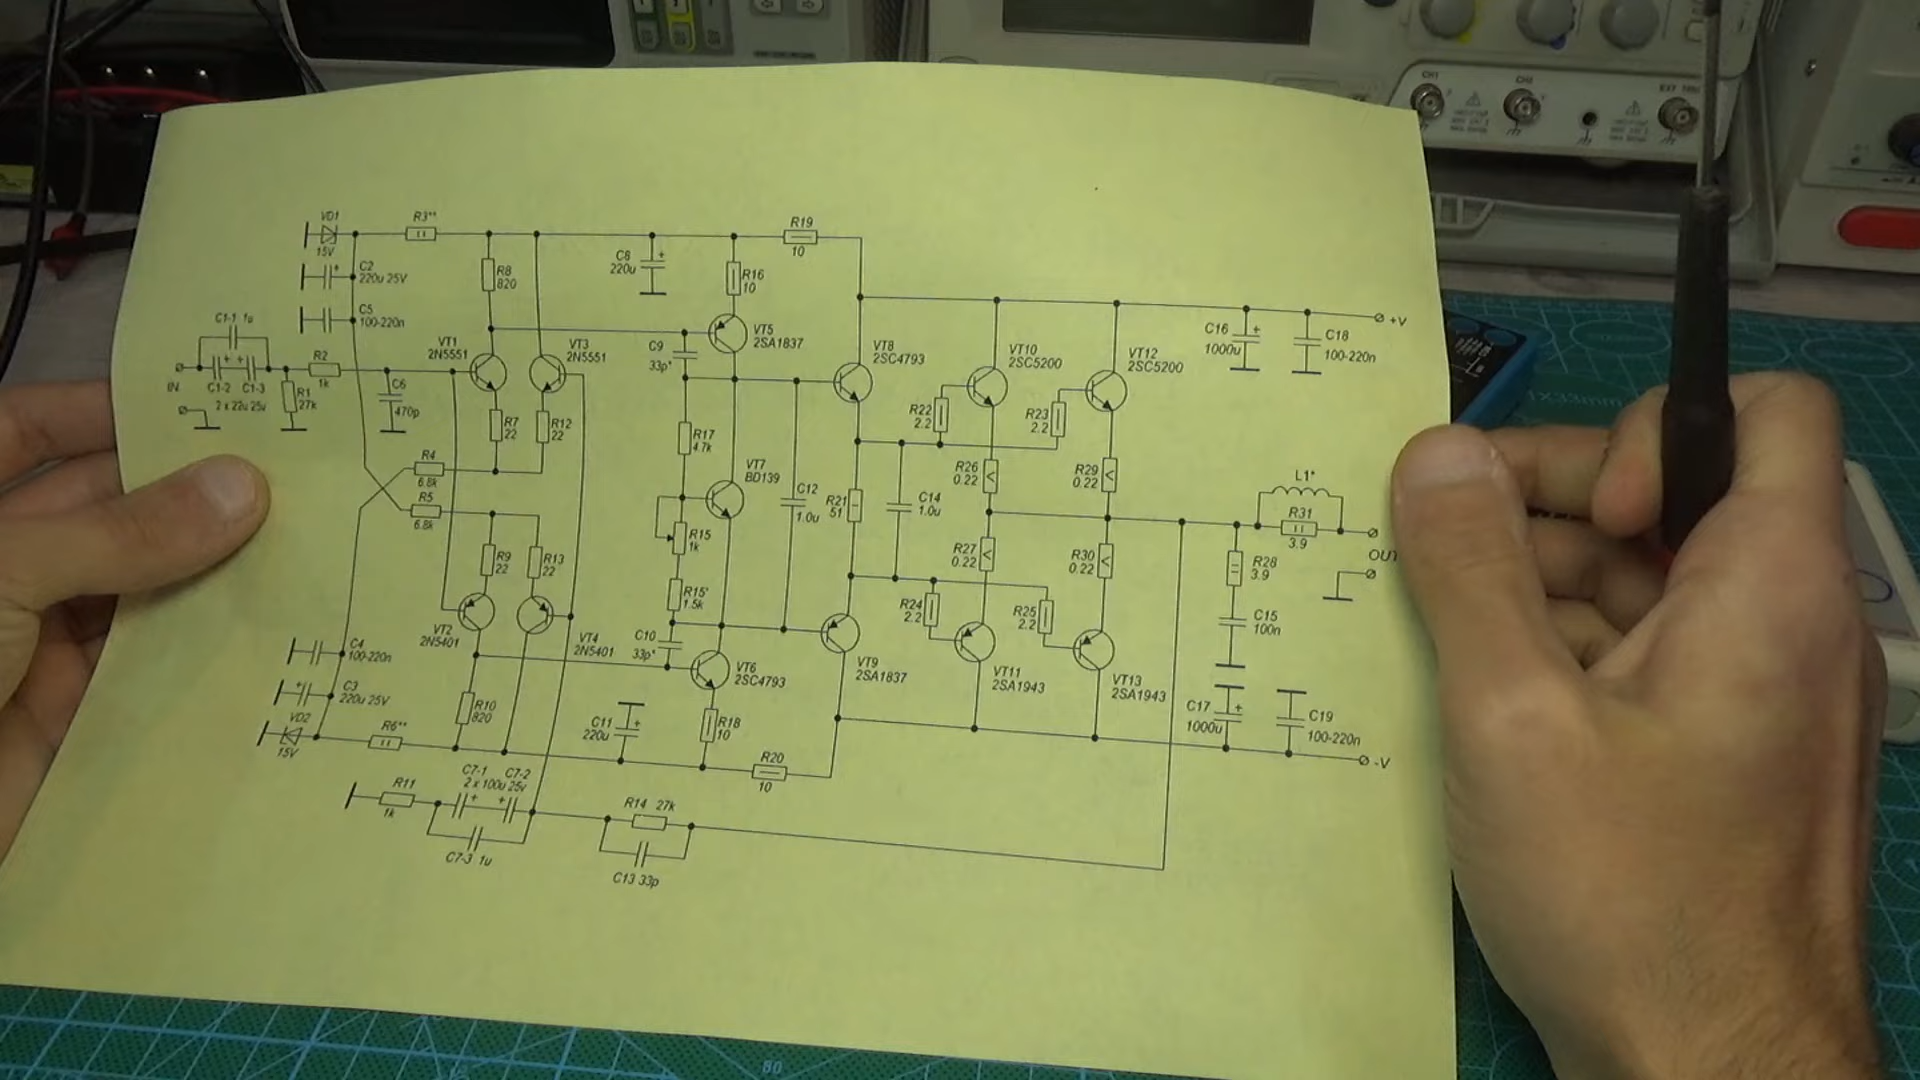 CH1
CH2
EXT TRIG
VD1
15V
R3**
C2
220u 25V
C5
100-220n
C1-1 1u
IN
C1-2
C1-3
2 x 22u 25v
R1
27k
R2
1k
C6
470p
VT1
2N5551
R8
820
VT3
2N5551
R7
22
R12
22
R4
6.8k
R5
6.8k
R9
22
R13
22
VT2
2N5401
VT4
2N5401
C4
100-220n
C3
220u 25V
VD2
15V
R6**
R10
820
R11
1k
C7-1
C7-2
2 x 100u 25v
C7-3 1u
R14 27k
C13 33p
C8
220u
R16
10
R19
10
VT5
2SA1837
C9
33p*
R17
4.7k
VT7
BD139
R15
1k
R15'
1.5k
C10
33p*
VT6
2SC4793
C11
220u
R18
10
R20
10
C12
1.0u
VT8
2SC4793
R21
51
C14
1.0u
VT9
2SA1837
VT10
2SC5200
R22
2.2
R23
2.2
VT12
2SC5200
R26
0.22
R29
0.22
R27
0.22
R30
0.22
R24
2.2
R25
2.2
VT11
2SA1943
VT13
2SA1943
C16
1000u
C18
100-220n
+V
L1*
R31
3.9
OUT
R28
3.9
C15
100n
C17
1000u
C19
100-220n
-V
80